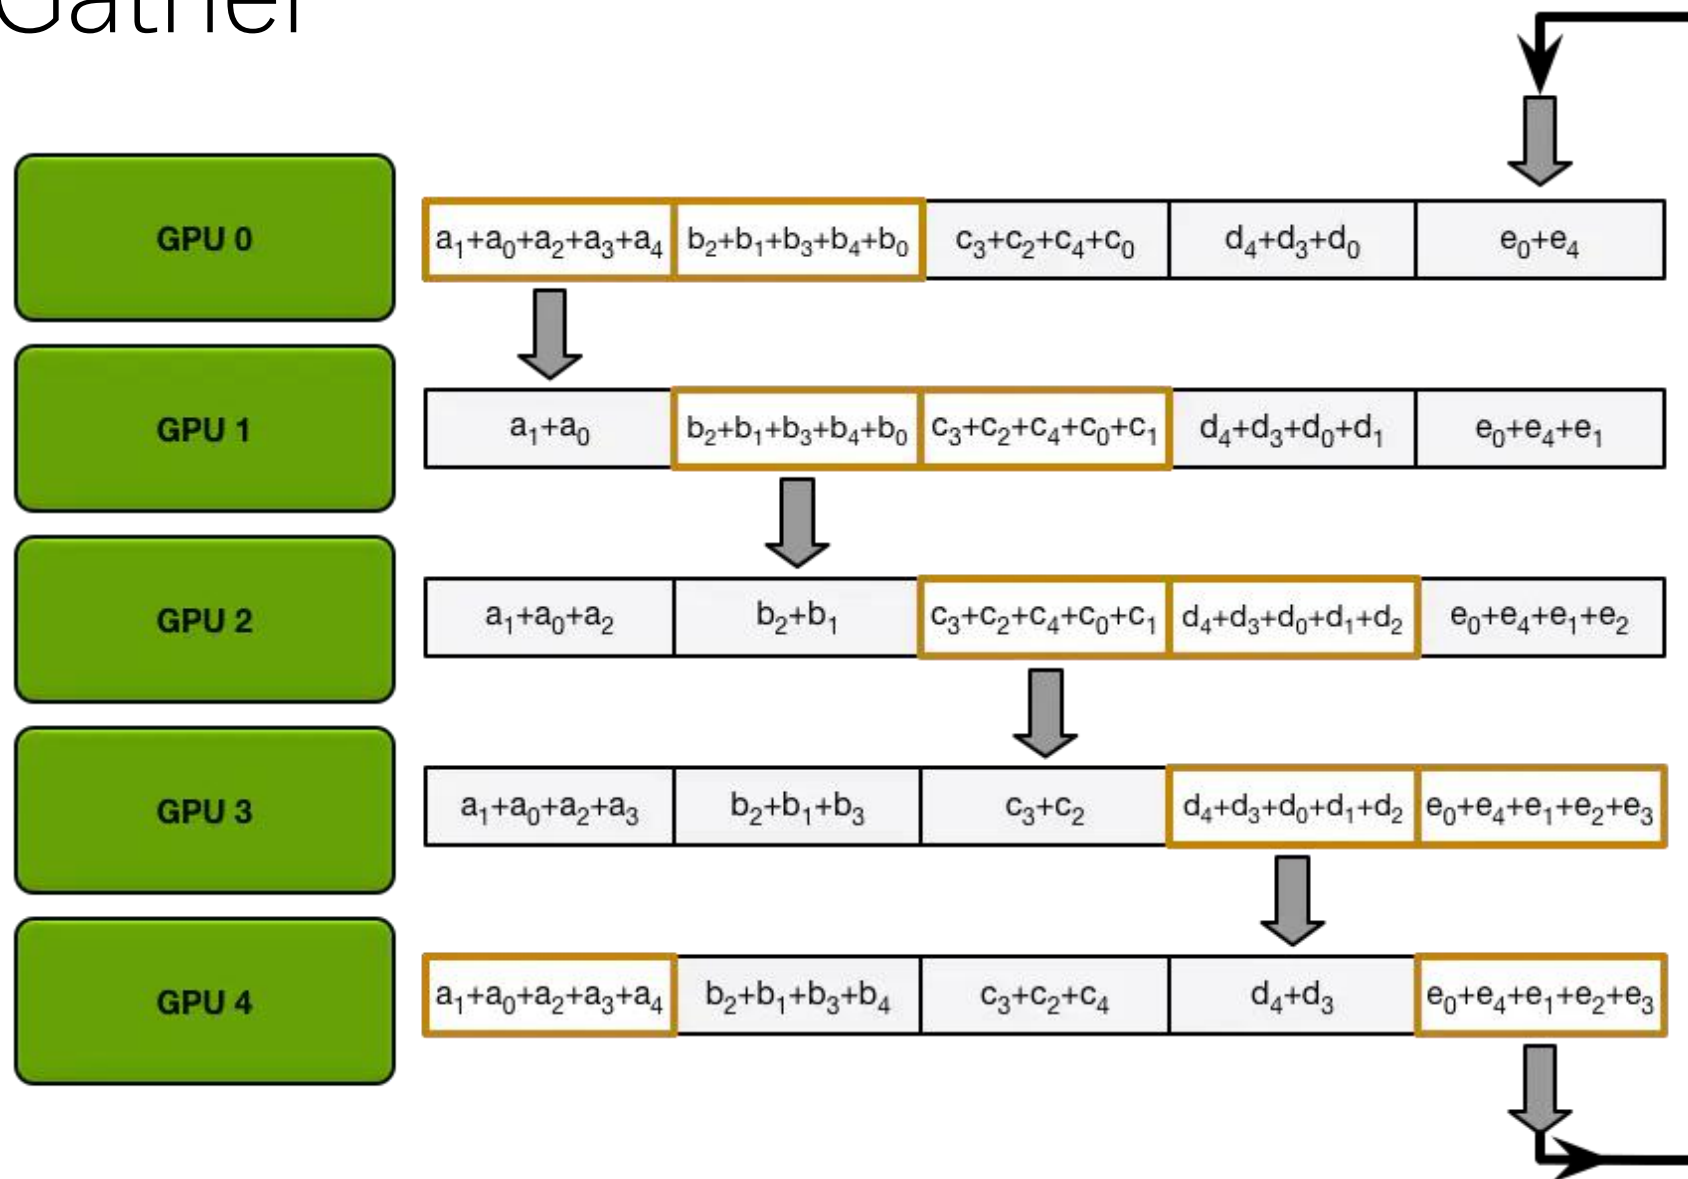 Gather
GPU 0
a₁+a₀+a₂+a₃+a₄ b₂+b₁+b₃+b₄+b₀ c₃+c₂+c₄+c₀ d₄+d₃+d₀ e₀+e₄
GPU 1
a₁+a₀ b₂+b₁+b₃+b₄+b₀ c₃+c₂+c₄+c₀+c₁ d₄+d₃+d₀+d₁ e₀+e₄+e₁
GPU 2
a₁+a₀+a₂ b₂+b₁ c₃+c₂+c₄+c₀+c₁ d₄+d₃+d₀+d₁+d₂ e₀+e₄+e₁+e₂
GPU 3
a₁+a₀+a₂+a₃ b₂+b₁+b₃ c₃+c₂ d₄+d₃+d₀+d₁+d₂ e₀+e₄+e₁+e₂+e₃
GPU 4
a₁+a₀+a₂+a₃+a₄ b₂+b₁+b₃+b₄ c₃+c₂+c₄ d₄+d₃ e₀+e₄+e₁+e₂+e₃